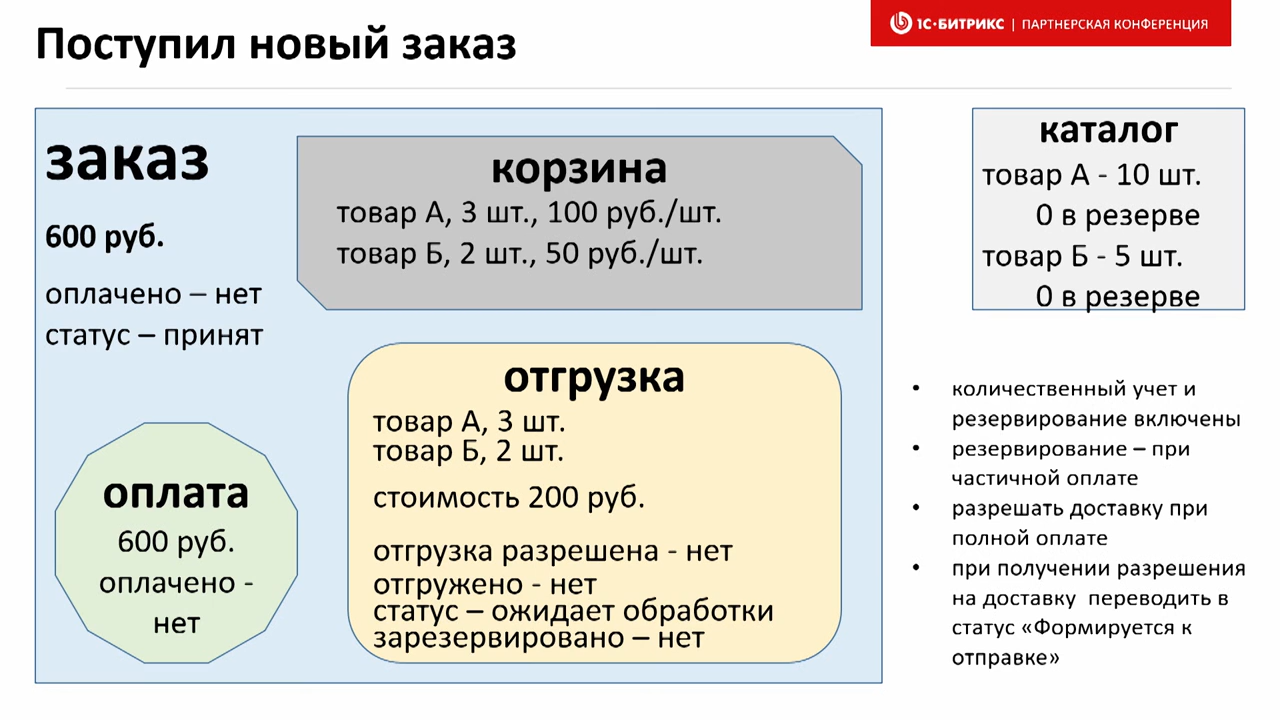 Поступил новый заказ
1С·БИТРИКС | ПАРТНЕРСКАЯ КОНФЕРЕНЦИЯ
заказ
600 руб.
оплачено – нет
статус – принят
корзина
товар А, 3 шт., 100 руб./шт.
товар Б, 2 шт., 50 руб./шт.
оплата
600 руб.
оплачено -
нет
отгрузка
товар А, 3 шт.
товар Б, 2 шт.
стоимость 200 руб.
отгрузка разрешена - нет
отгружено - нет
статус – ожидает обработки
зарезервировано – нет
каталог
товар А - 10 шт.
0 в резерве
товар Б - 5 шт.
0 в резерве
• количественный учет и
резервирование включены
• резервирование – при
частичной оплате
• разрешать доставку при
полной оплате
• при получении разрешения
на доставку переводить в
статус «Формируется к
отправке»